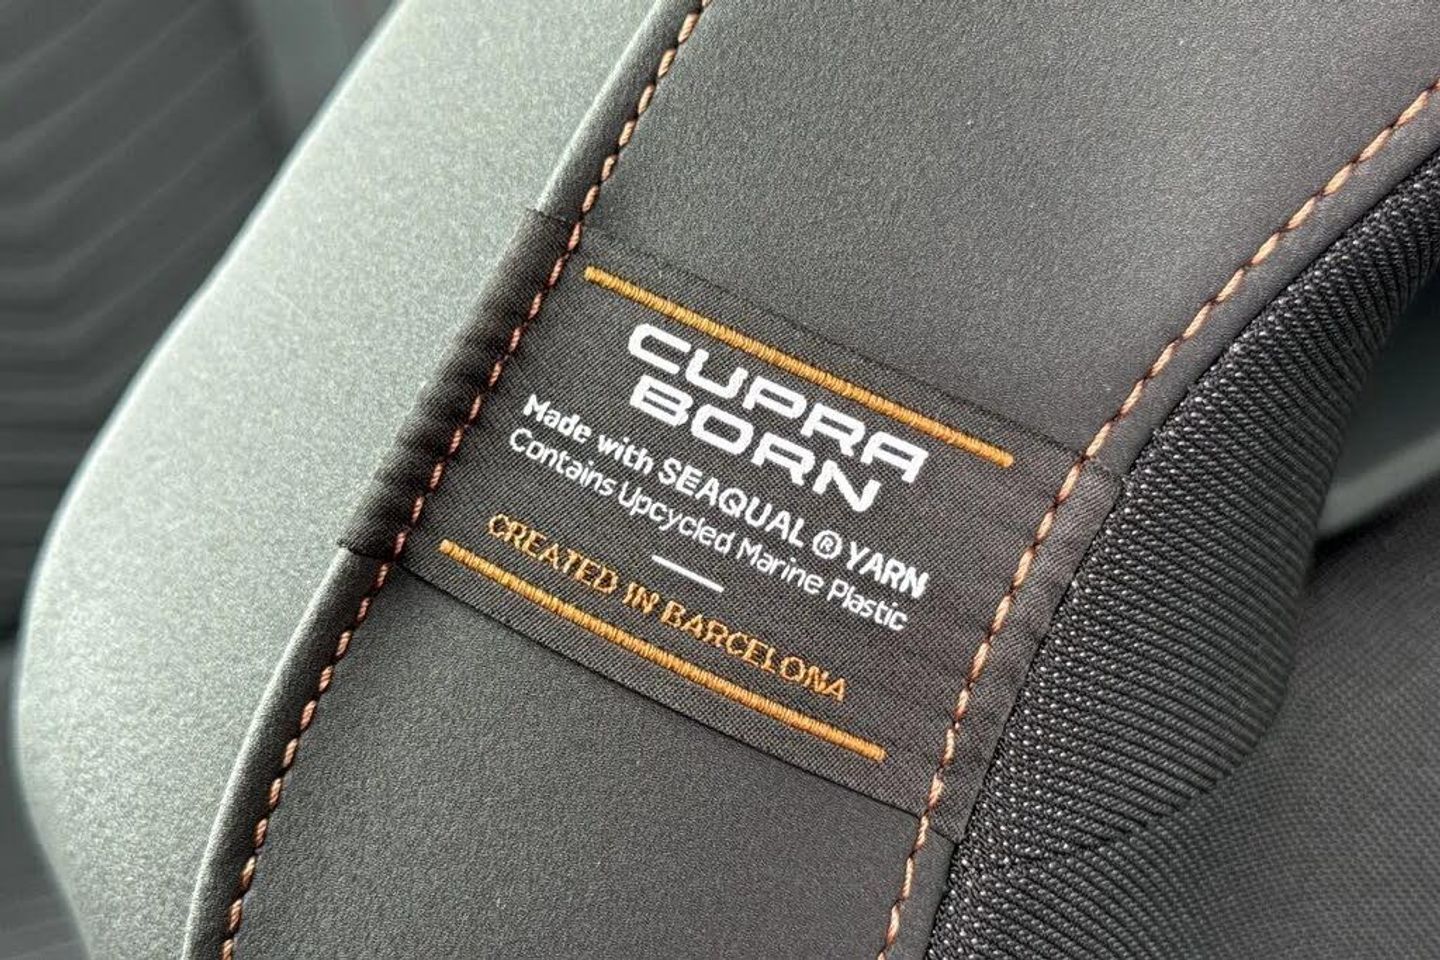 CUPRA
BORN
Made with SEAQUAL ® YARN
Contains Upcycled Marine Plastic
CREATED IN BARCELONA